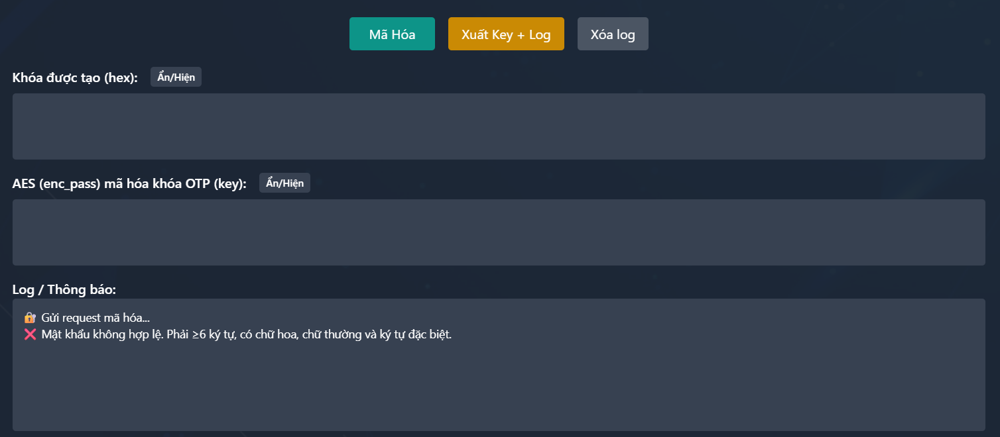 Mã Hóa Xuất Key + Log Xóa log
Khóa được tạo (hex): Ẩn/Hiện
AES (enc_pass) mã hóa khóa OTP (key): Ẩn/Hiện
Log / Thông báo:
🔐 Gửi request mã hóa...
❌ Mật khẩu không hợp lệ. Phải ≥6 ký tự, có chữ hoa, chữ thường và ký tự đặc biệt.